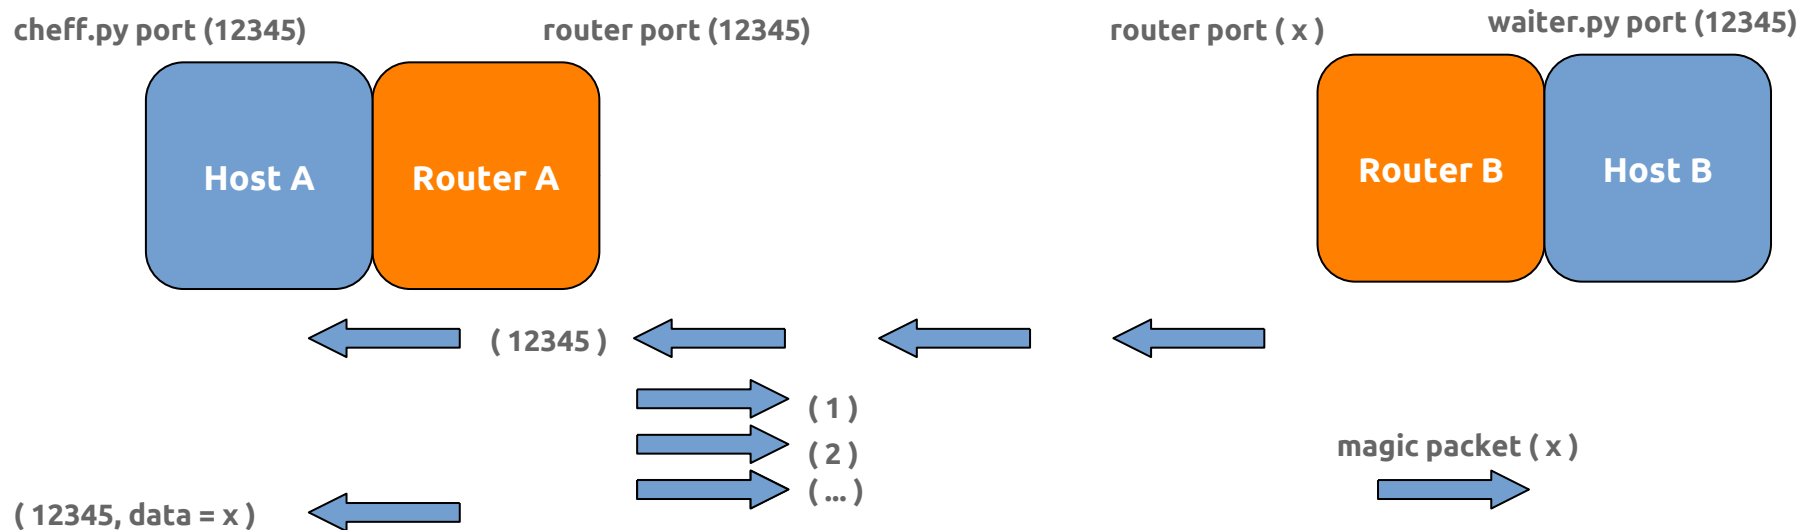 cheff.py port (12345)
router port (12345)
router port ( x )
waiter.py port (12345)
Host A
Router A
Router B
Host B
( 12345 )
( 1 )
( 2 )
( ... )
magic packet ( x )
( 12345, data = x )